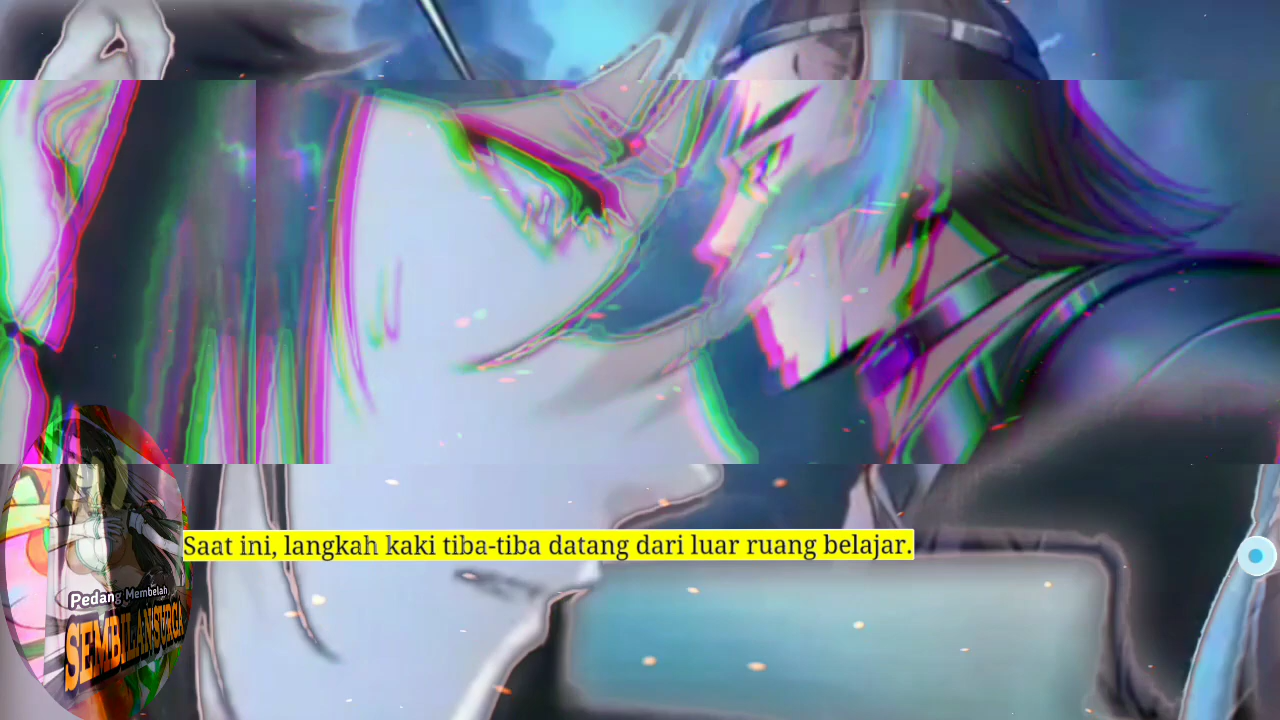 Saat ini, langkah kaki tiba-tiba datang dari luar ruang belajar.
Pedang Membelah
SEMBILAN SURGA